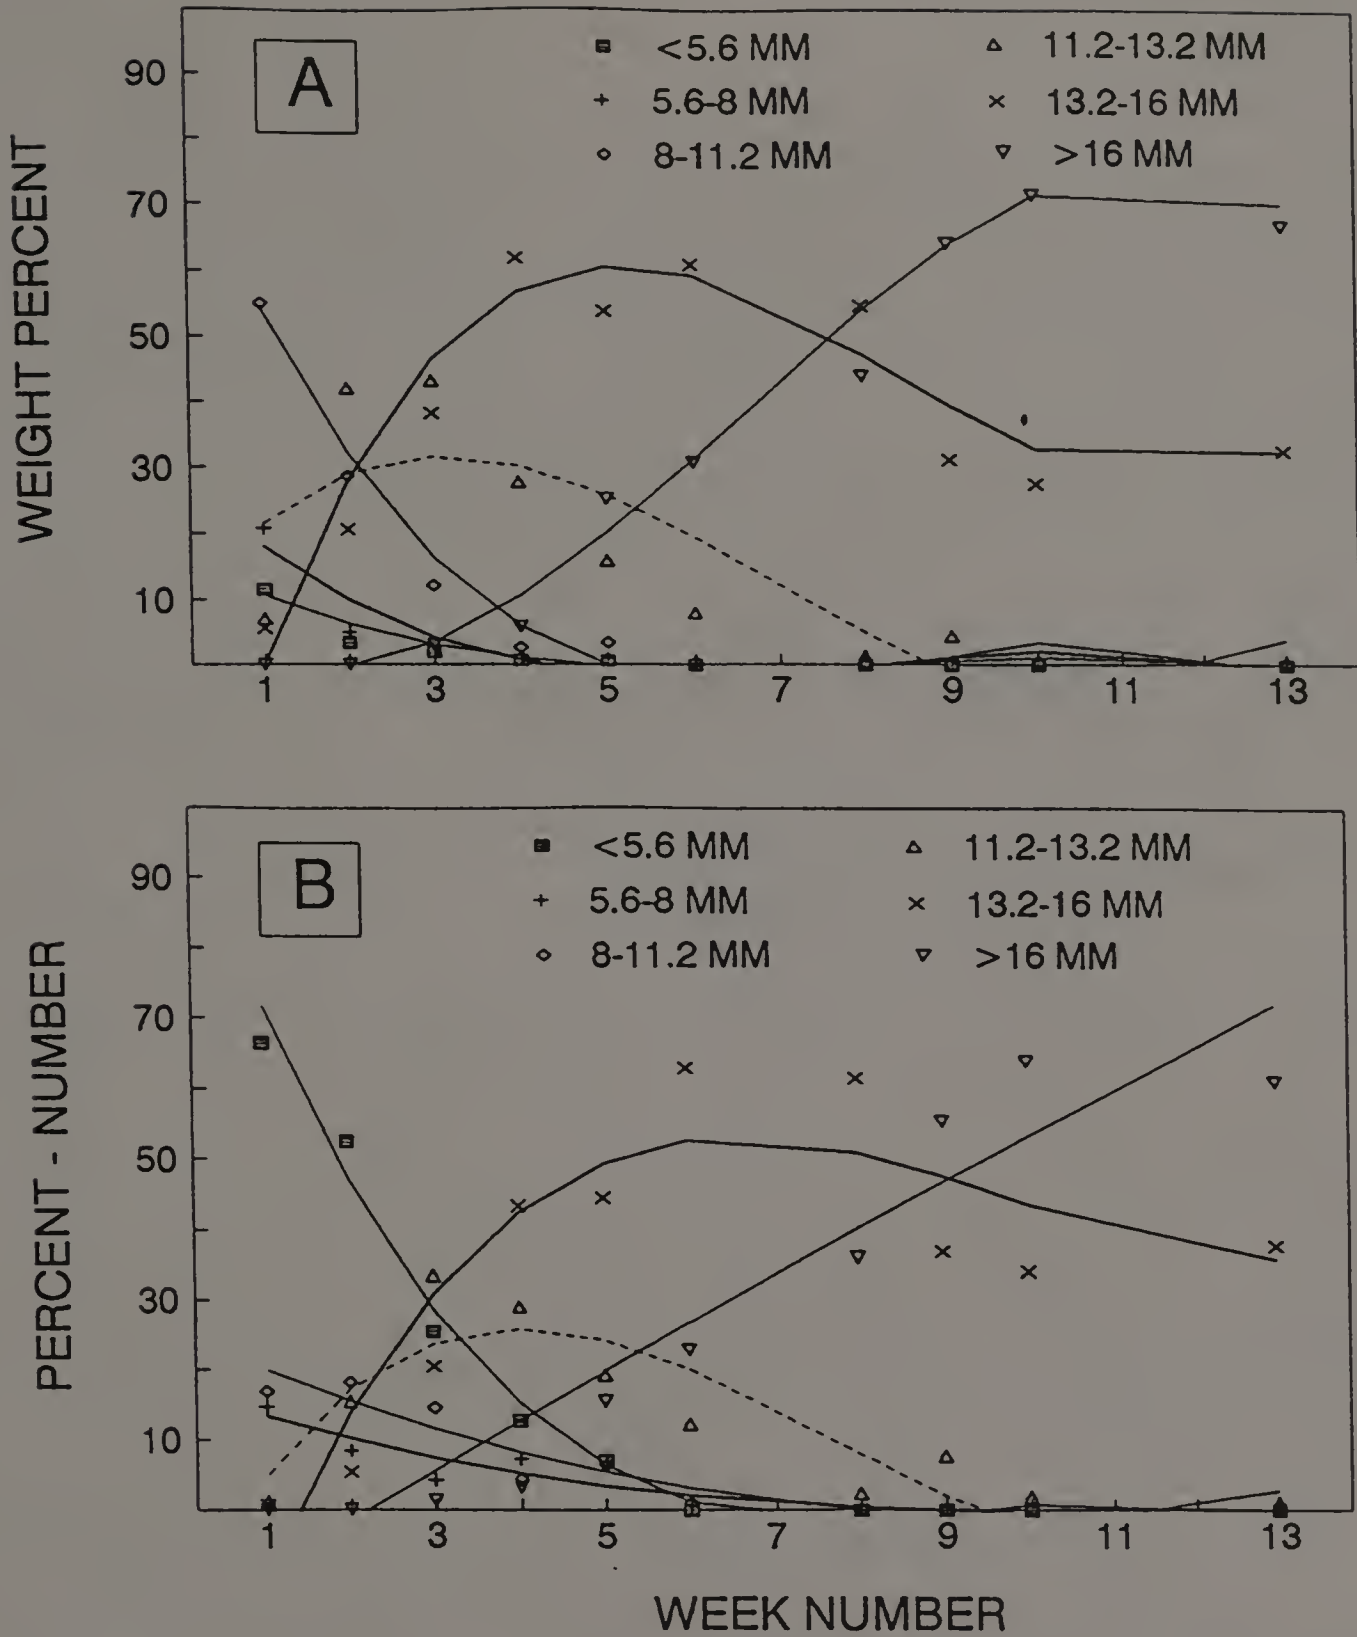 A
<5.6 MM 11.2-13.2 MM
5.6-8 MM 13.2-16 MM
8-11.2 MM >16 MM
WEIGHT PERCENT
90
70
50
30
10
1 3 5 7 9 11 13
B
<5.6 MM 11.2-13.2 MM
5.6-8 MM 13.2-16 MM
8-11.2 MM >16 MM
PERCENT - NUMBER
90
70
50
30
10
1 3 5 7 9 11 13
WEEK NUMBER